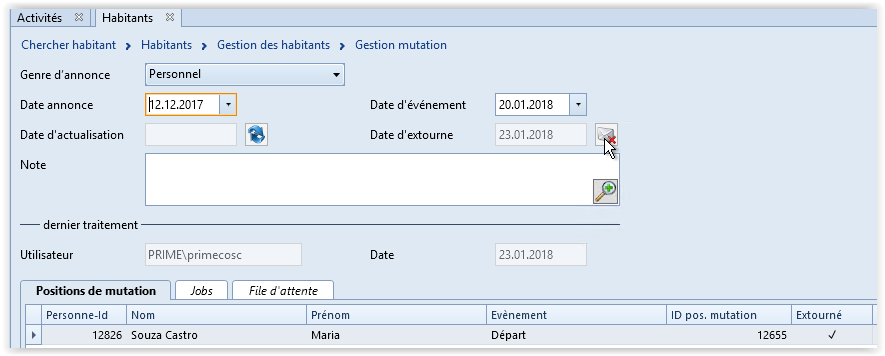 Activités Habitants
Chercher habitant Habitants Gestion des habitants Gestion mutation
Genre d'annonce Personnel
Date annonce 12.12.2017 Date d'événement 20.01.2018
Date d'actualisation Date d'extourne 23.01.2018
Note
dernier traitement
Utilisateur PRIME\primecosc Date 23.01.2018
Positions de mutation Jobs File d'attente
Personne-Id Nom Prénom Evènement ID pos. mutation Extourné
12826 Souza Castro Maria Départ 12655 ✓